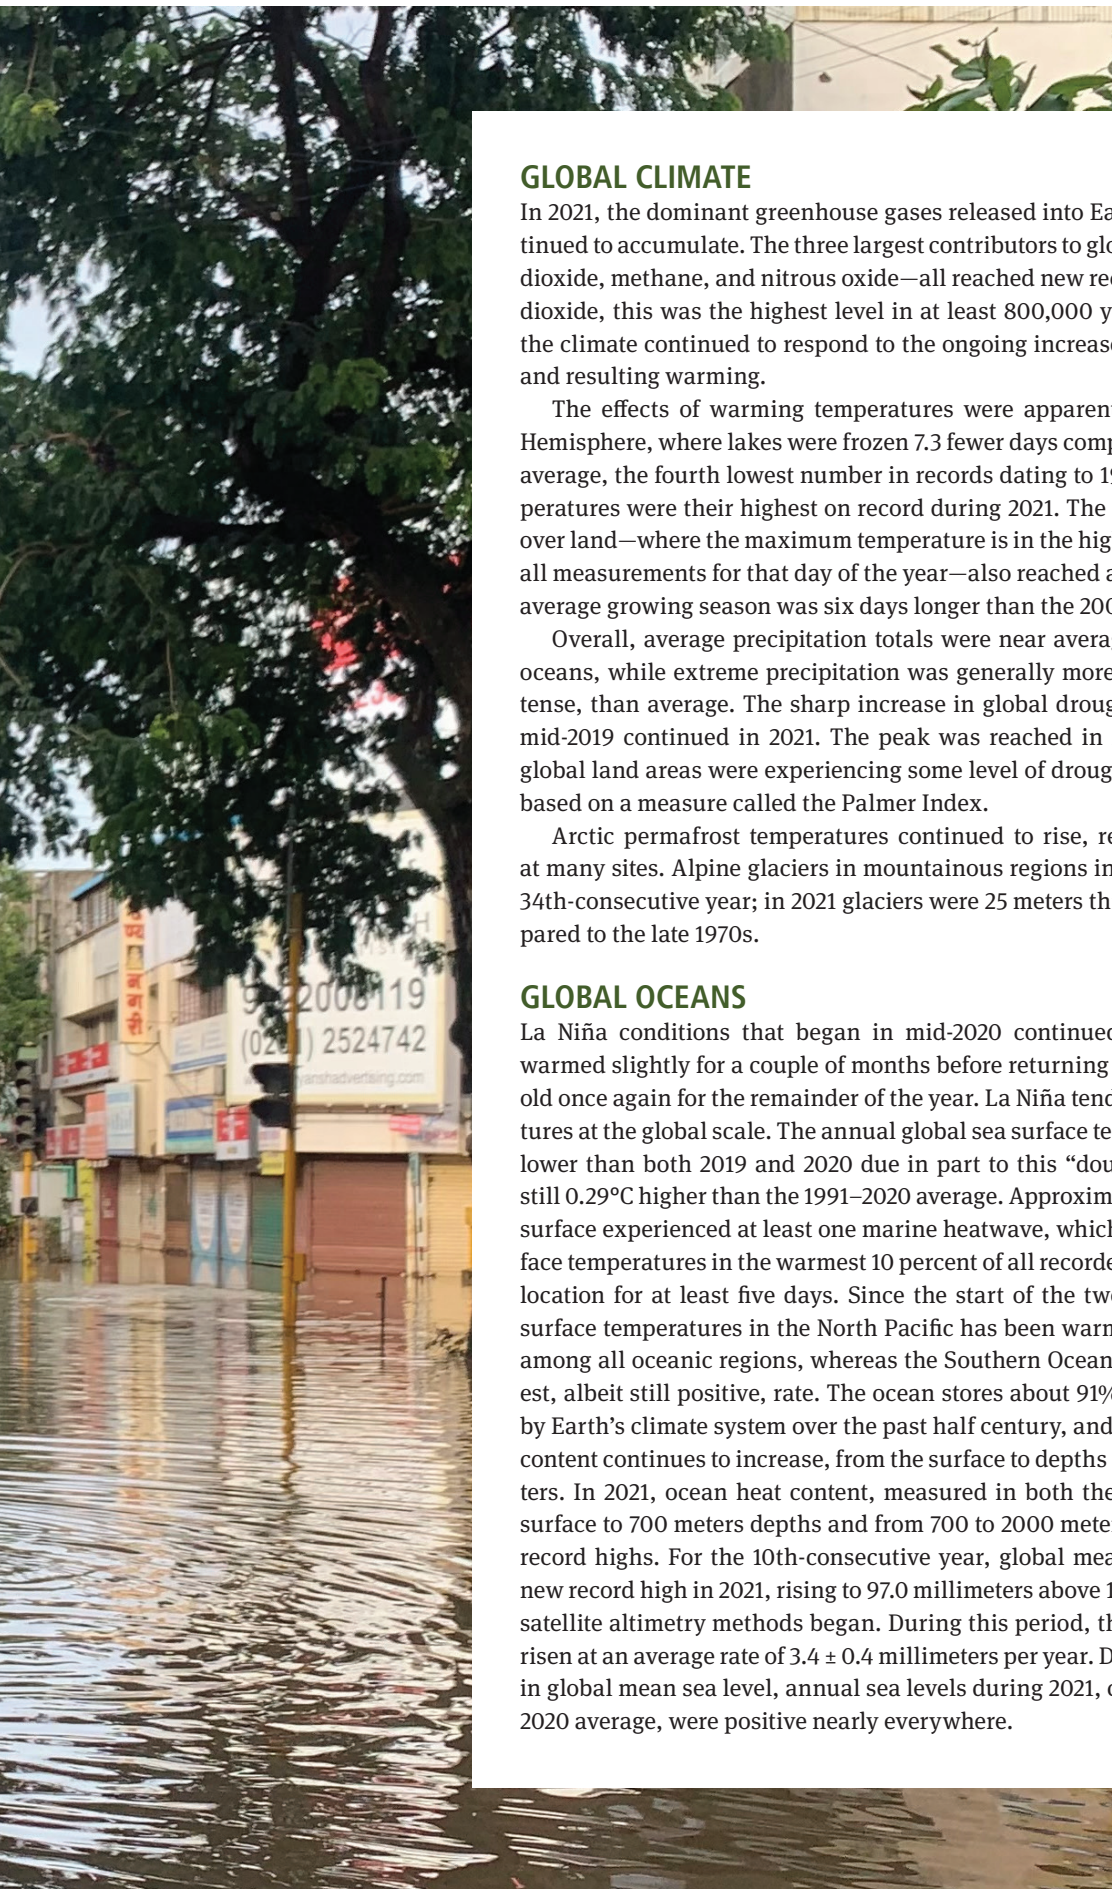 GLOBAL CLIMATE
In 2021, the dominant greenhouse gases released into Ea
tinued to accumulate. The three largest contributors to glo
dioxide, methane, and nitrous oxide—all reached new rec
dioxide, this was the highest level in at least 800,000 y
the climate continued to respond to the ongoing increase
and resulting warming.
The effects of warming temperatures were apparent
Hemisphere, where lakes were frozen 7.3 fewer days comp
average, the fourth lowest number in records dating to 19
peratures were their highest on record during 2021. The
over land—where the maximum temperature is in the hig
all measurements for that day of the year—also reached a
average growing season was six days longer than the 200
Overall, average precipitation totals were near avera
oceans, while extreme precipitation was generally more
tense, than average. The sharp increase in global droug
mid-2019 continued in 2021. The peak was reached in
global land areas were experiencing some level of droug
based on a measure called the Palmer Index.
Arctic permafrost temperatures continued to rise, re
at many sites. Alpine glaciers in mountainous regions in
34th-consecutive year; in 2021 glaciers were 25 meters th
pared to the late 1970s.
GLOBAL OCEANS
La Niña conditions that began in mid-2020 continued
warmed slightly for a couple of months before returning
old once again for the remainder of the year. La Niña tend
tures at the global scale. The annual global sea surface te
lower than both 2019 and 2020 due in part to this “dou
still 0.29°C higher than the 1991–2020 average. Approxim
surface experienced at least one marine heatwave, which
face temperatures in the warmest 10 percent of all recorde
location for at least five days. Since the start of the tw
surface temperatures in the North Pacific has been warm
among all oceanic regions, whereas the Southern Ocean
est, albeit still positive, rate. The ocean stores about 91%
by Earth’s climate system over the past half century, and
content continues to increase, from the surface to depths
ters. In 2021, ocean heat content, measured in both the
surface to 700 meters depths and from 700 to 2000 mete
record highs. For the 10th-consecutive year, global mea
new record high in 2021, rising to 97.0 millimeters above 1
satellite altimetry methods began. During this period, th
risen at an average rate of 3.4 ± 0.4 millimeters per year. D
in global mean sea level, annual sea levels during 2021, c
2020 average, were positive nearly everywhere.
ण्य
न
ग
री
2008119
2524742
yanshadvertising.com